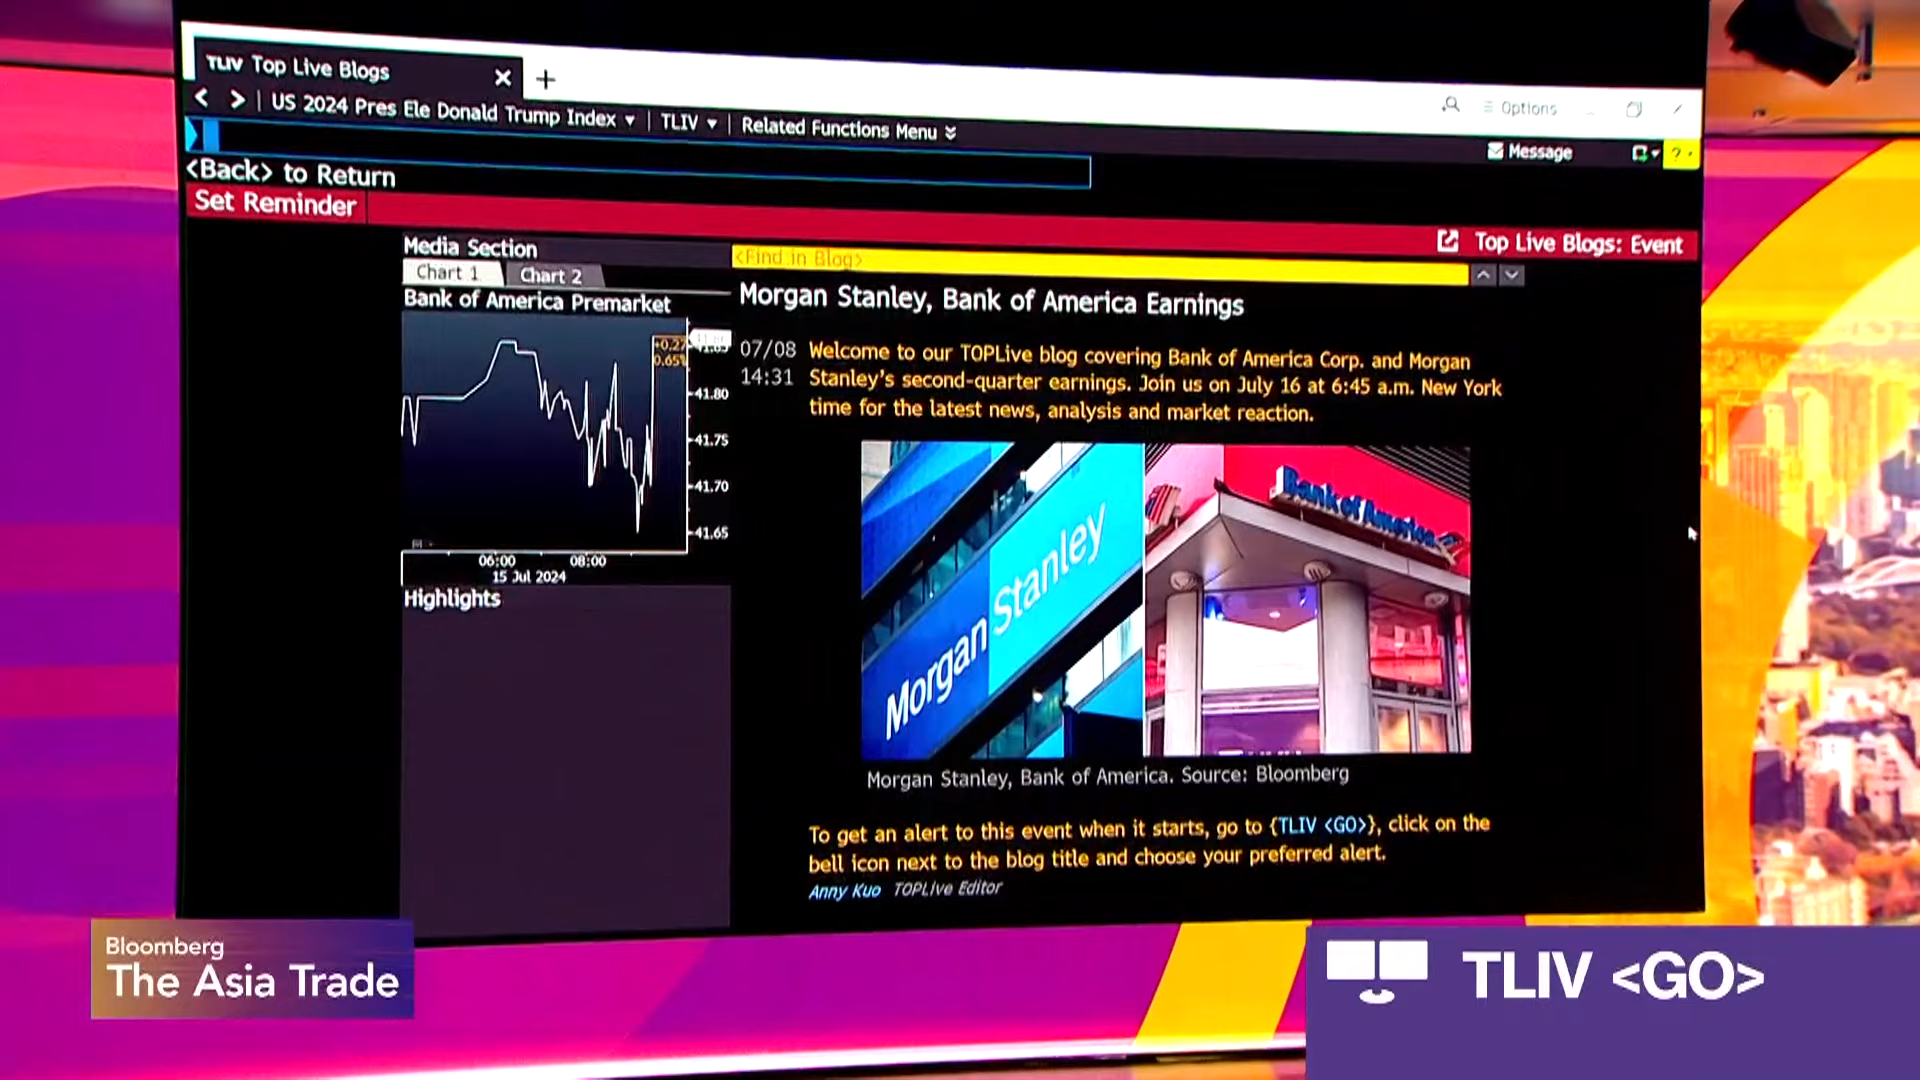 TLIV Top Live Blogs
Options
US 2024 Pres Ele Donald Trump Index
TLIV
Related Functions Menu
Message
?
<Back> to Return
Set Reminder
Top Live Blogs: Event
Media Section
Chart 1
Chart 2
Bank of America Premarket
+0.27
0.65%
41.80
41.75
41.70
41.65
06:00
08:00
15 Jul 2024
Highlights
<Find in Blog>
Morgan Stanley, Bank of America Earnings
07/08
14:31
Welcome to our TOPLive blog covering Bank of America Corp. and Morgan
Stanley's second-quarter earnings. Join us on July 16 at 6:45 a.m. New York
time for the latest news, analysis and market reaction.
Morgan Stanley
Bank of America
Morgan Stanley, Bank of America. Source: Bloomberg
To get an alert to this event when it starts, go to {TLIV <GO>}, click on the
bell icon next to the blog title and choose your preferred alert.
Anny Kuo TOPLive Editor
Bloomberg
The Asia Trade
TLIV <GO>